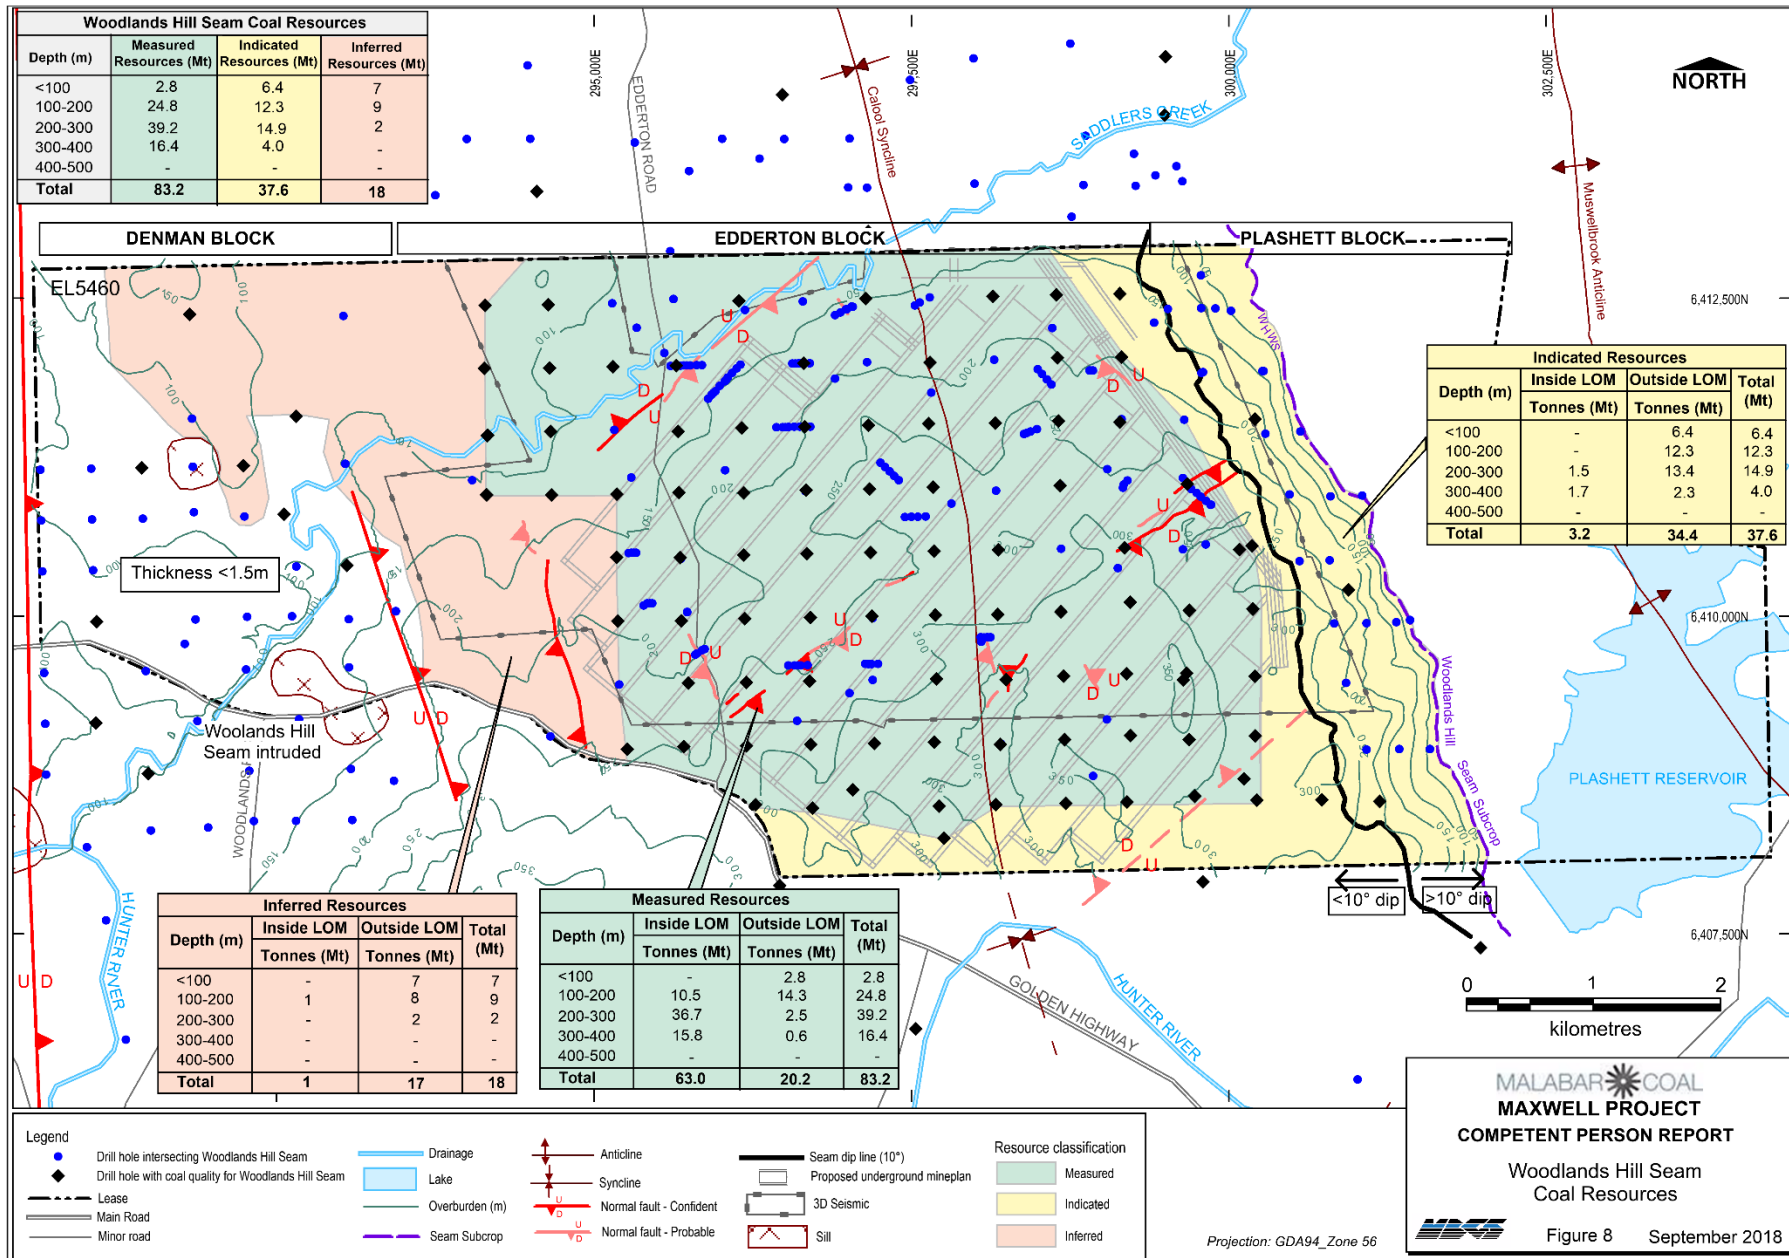 Woodlands Hill Seam Coal Resources
Depth (m) Measured Resources (Mt) Indicated Resources (Mt) Inferred Resources (Mt)
<100 2.8 6.4 7
100-200 24.8 12.3 9
200-300 39.2 14.9 2
300-400 16.4 4.0 -
400-500 - - -
Total 83.2 37.6 18
295,000E
297,500E
300,000E
302,500E
NORTH
EDDERTON ROAD
Calool Syncline
SADDLERS CREEK
Muswellbrook Anticline
DENMAN BLOCK
EDDERTON BLOCK
PLASHETT BLOCK
EL5460
6,412,500N
WHWS
Indicated Resources
Depth (m) Inside LOM Outside LOM Total (Mt)
Tonnes (Mt) Tonnes (Mt)
<100 - 6.4 6.4
100-200 - 12.3 12.3
200-300 1.5 13.4 14.9
300-400 1.7 2.3 4.0
400-500 - - -
Total 3.2 34.4 37.6
Thickness <1.5m
6,410,000N
Woodlands Hill Seam Subcrop
Woolands Hill
Seam intruded
PLASHETT RESERVOIR
<10° dip
>10° dip
6,407,500N
HUNTER RIVER
U D
Inferred Resources
Depth (m) Inside LOM Outside LOM Total (Mt)
Tonnes (Mt) Tonnes (Mt)
<100 - 7 7
100-200 1 8 9
200-300 - 2 2
300-400 - - -
400-500 - - -
Total 1 17 18
Measured Resources
Depth (m) Inside LOM Outside LOM Total (Mt)
Tonnes (Mt) Tonnes (Mt)
<100 - 2.8 2.8
100-200 10.5 14.3 24.8
200-300 36.7 2.5 39.2
300-400 15.8 0.6 16.4
400-500 - - -
Total 63.0 20.2 83.2
GOLDEN HIGHWAY
HUNTER RIVER
0 1 2
kilometres
Legend
Drill hole intersecting Woodlands Hill Seam
Drill hole with coal quality for Woodlands Hill Seam
Lease
Main Road
Minor road
Drainage
Lake
Overburden (m)
Seam Subcrop
Anticline
Syncline
U D Normal fault - Confident
U D Normal fault - Probable
Seam dip line (10°)
Proposed underground mineplan
3D Seismic
Sill
Resource classification
Measured
Indicated
Inferred
Projection: GDA94_Zone 56
MALABAR COAL
MAXWELL PROJECT
COMPETENT PERSON REPORT
Woodlands Hill Seam
Coal Resources
Figure 8 September 2018